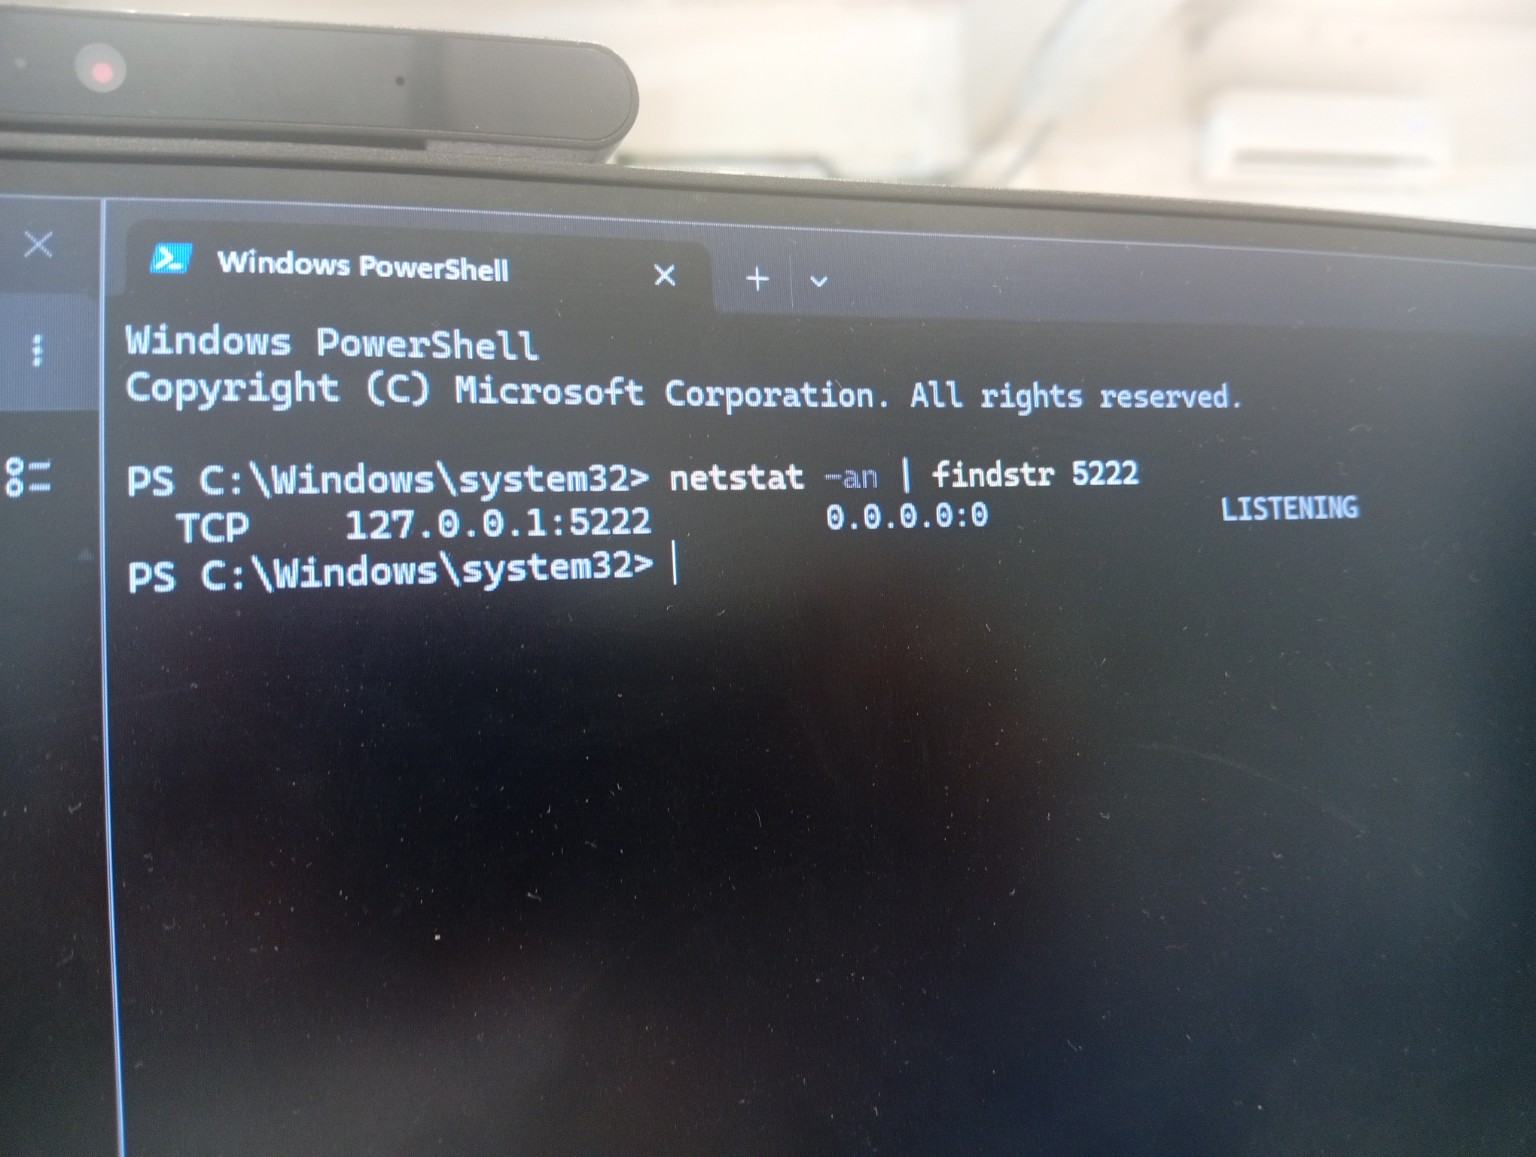 Windows PowerShell
Windows PowerShell
Copyright (C) Microsoft Corporation. All rights reserved.
PS C:\Windows\system32> netstat -an | findstr 5222
TCP 127.0.0.1:5222 0.0.0.0:0 LISTENING
PS C:\Windows\system32>